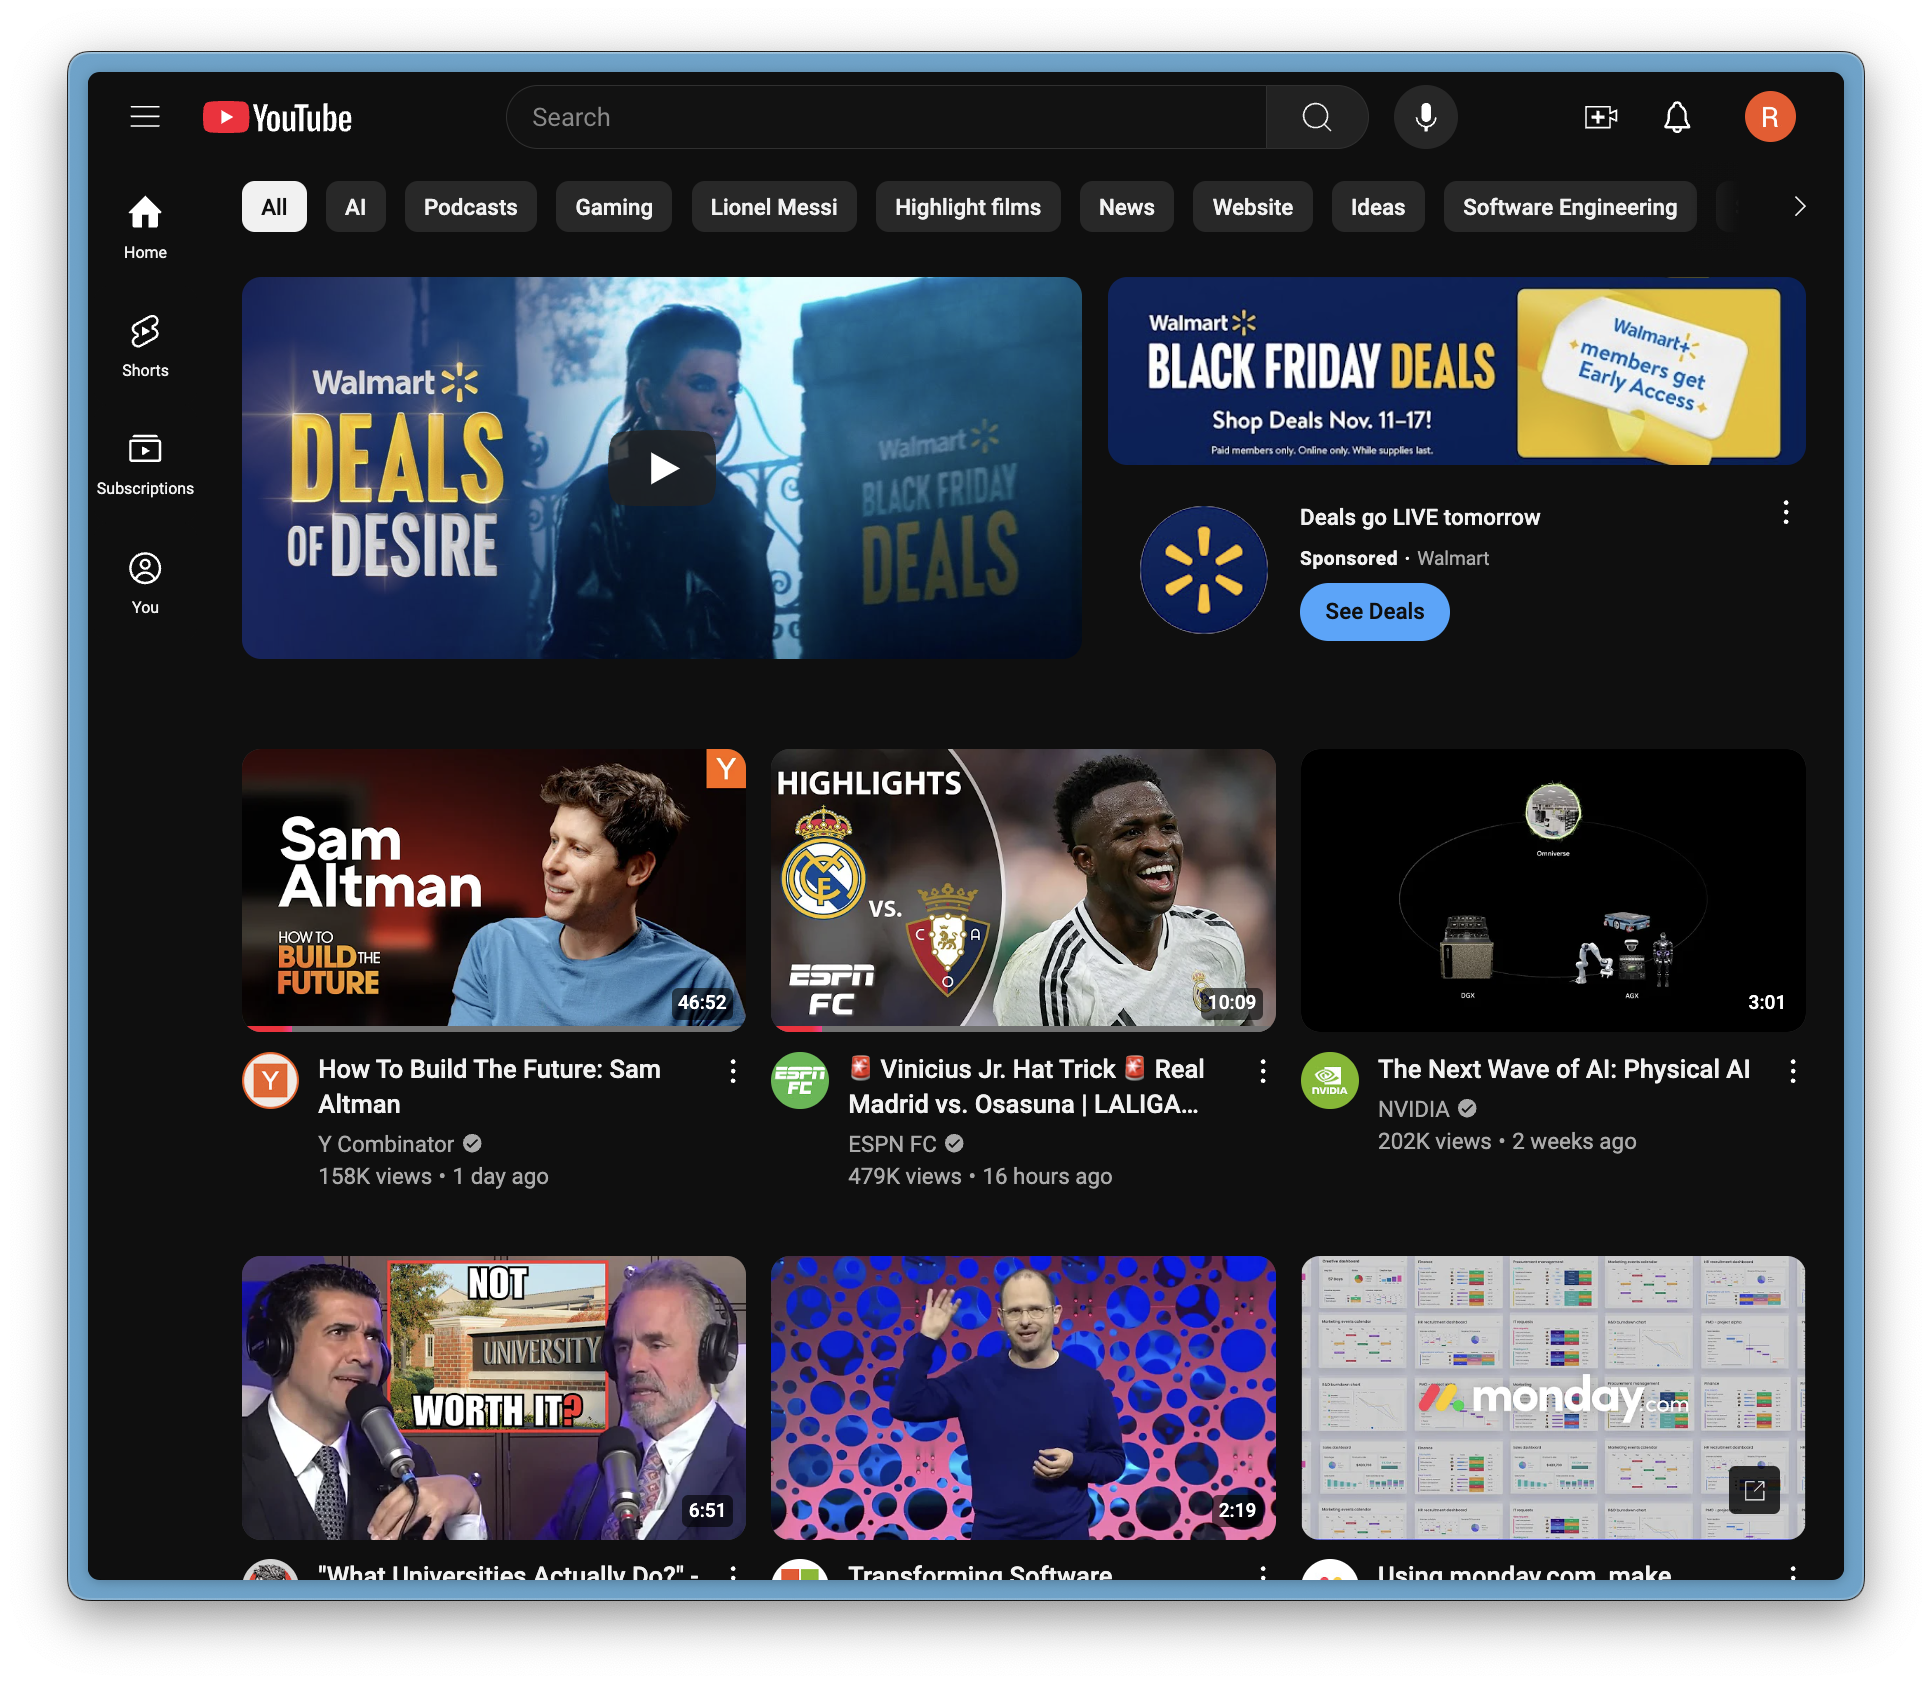 YouTube
Search
R
Home
Shorts
Subscriptions
You
All
AI
Podcasts
Gaming
Lionel Messi
Highlight films
News
Website
Ideas
Software Engineering
Walmart
DEALS
OF DESIRE
Walmart
BLACK FRIDAY
DEALS
Walmart
BLACK FRIDAY DEALS
Shop Deals Nov. 11–17!
Paid members only. Online only. While supplies last.
Walmart+
members get
Early Access
Deals go LIVE tomorrow
Sponsored · Walmart
See Deals
Y
Sam
Altman
HOW TO
BUILD THE
FUTURE
46:52
Y
How To Build The Future: Sam
Altman
Y Combinator
158K views • 1 day ago
HIGHLIGHTS
VS.
C A
O
ESPN
FC
10:09
ESPN
FC
🚨 Vinicius Jr. Hat Trick 🚨 Real
Madrid vs. Osasuna | LALIGA...
ESPN FC
479K views • 16 hours ago
Omniverse
DGX
AGX
3:01
NVIDIA
The Next Wave of AI: Physical AI
NVIDIA
202K views • 2 weeks ago
NOT
UNIVERSITY
WORTH IT?
6:51
"What Universities Actually Do?" -
2:19
Transforming Software
monday.com
Using monday.com, make